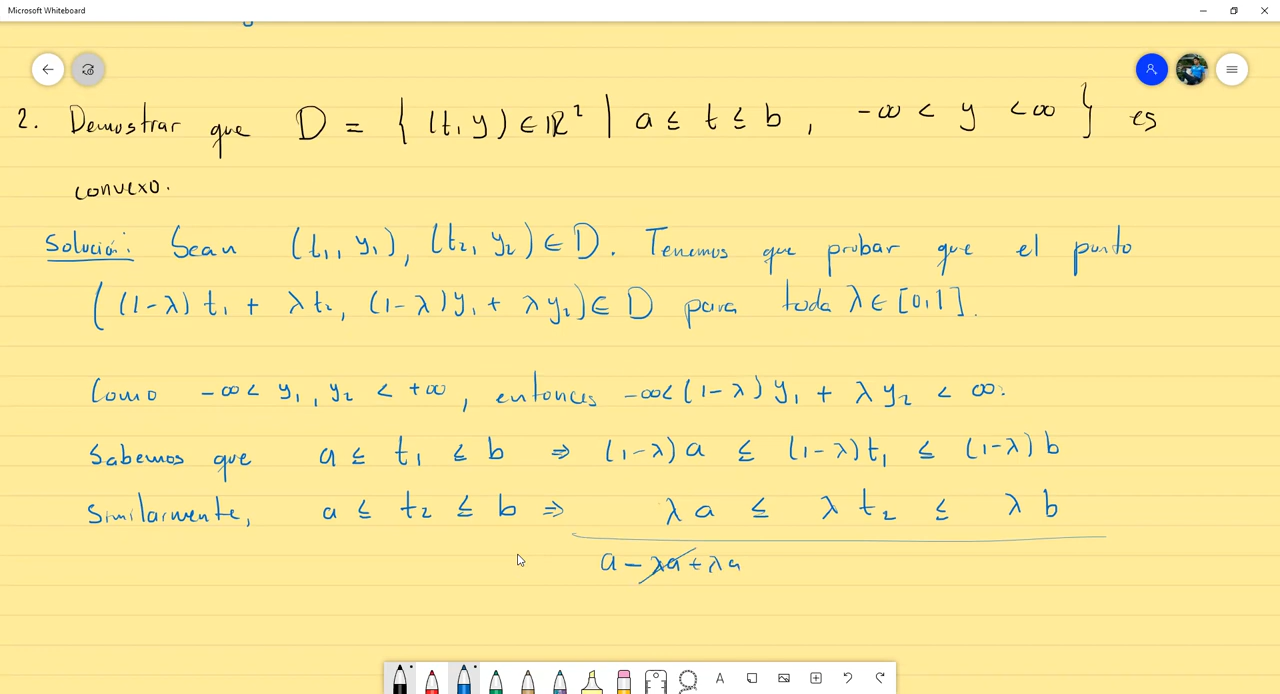 Microsoft Whiteboard
2. Demostrar que D = { (t, y) ∈ ℝ² | a ≤ t ≤ b , -∞ < y < ∞ } es
convexo.
Solución: Sean (t₁, y₁), (t₂, y₂) ∈ D. Tenemos que probar que el punto
((1-λ) t₁ + λ t₂, (1-λ) y₁ + λ y₂) ∈ D para toda λ ∈ [0,1].
Como -∞ < y₁, y₂ < +∞, entonces -∞ < (1-λ) y₁ + λ y₂ < ∞.
Sabemos que a ≤ t₁ ≤ b ⇒ (1-λ) a ≤ (1-λ) t₁ ≤ (1-λ) b
Similarmente, a ≤ t₂ ≤ b ⇒ λ a ≤ λ t₂ ≤ λ b
a - λa + λa